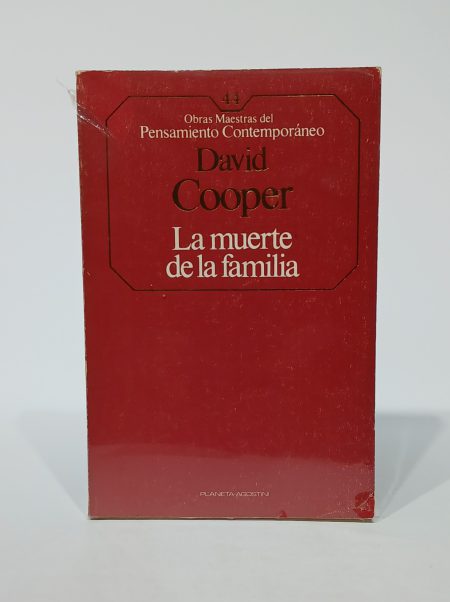 44
Obras Maestras del
Pensamiento Contemporáneo
David
Cooper
La muerte
de la familia
PLANETA-AGOSTINI